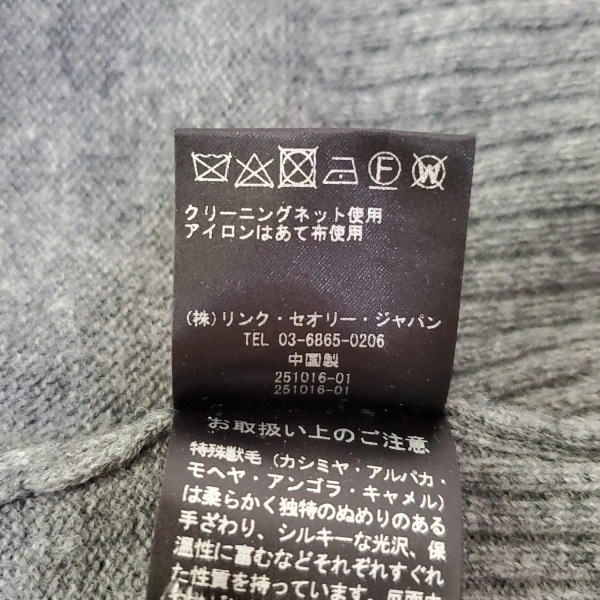 F W
クリーニングネット使用
アイロンはあて布使用
(株)リンク・セオリー・ジャパン
TEL 03-6865-0206
中国製
251016-01
251016-01
お取扱い上のご注意
特殊獣毛(カシミヤ・アルパカ・
モヘヤ・アンゴラ・キャメル)
は柔らかく独特のぬめりのある
手ざわり、シルキーな光沢、保
温性に富むなどそれぞれすぐれ
た性質を持っています。反面